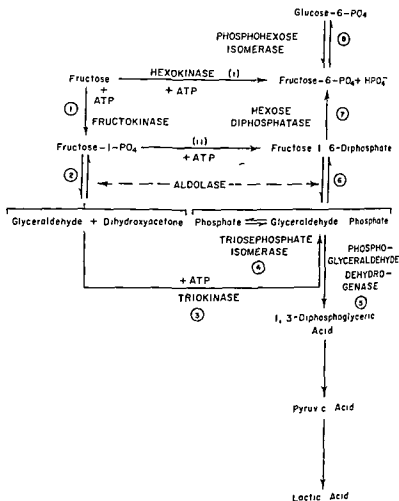 Glucose-6-PO4
PHOSPHOHEXOSE
ISOMERASE
8
Fructose
HEXOKINASE (i)
+ ATP
Fructose-6-PO4 + HPO4⁻
1
+
ATP
FRUCTOKINASE
HEXOSE
DIPHOSPHATASE
7
Fructose-1-PO4
(ii)
+ ATP
Fructose 1 6-Diphosphate
2
ALDOLASE
6
Glyceraldehyde + Dihydroxyacetone
Phosphate
Glyceraldehyde Phosphate
TRIOSEPHOSPHATE
ISOMERASE
4
PHOSPHO-
GLYCERALDEHYDE
DEHYDRO-
GENASE
5
+ ATP
TRIOKINASE
3
1, 3-Diphosphoglyceric
Acid
Pyruvic Acid
Lactic Acid